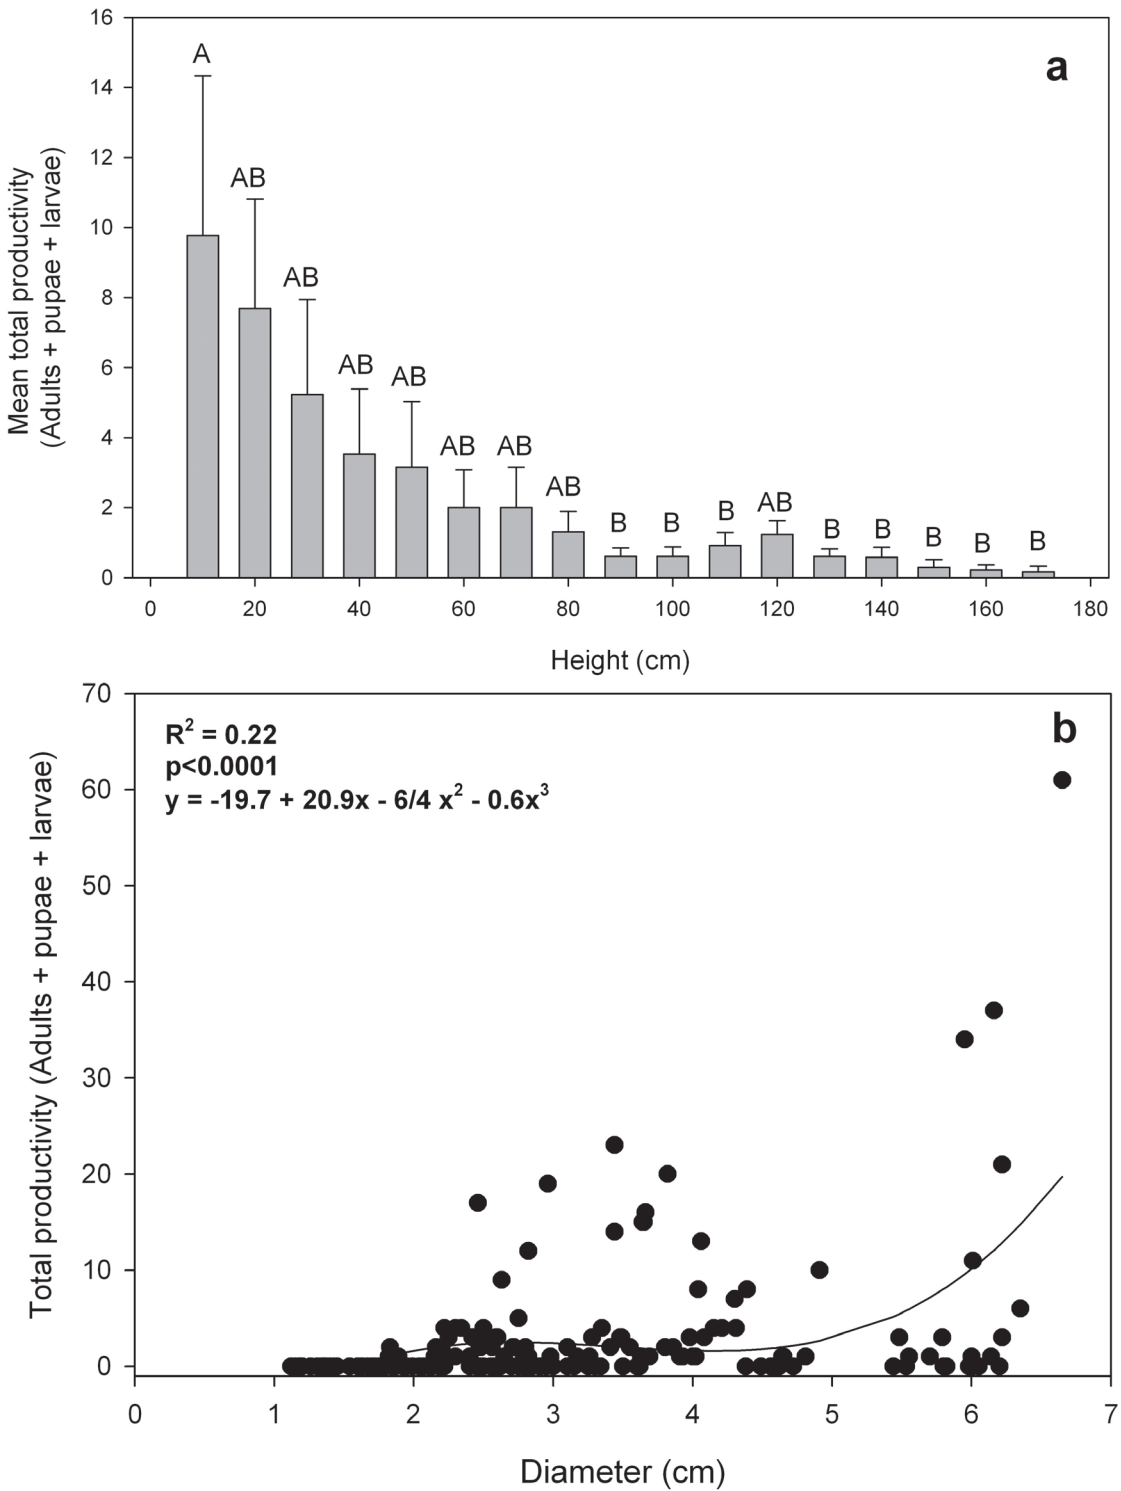 16
14
12
10
8
6
4
2
0
Mean total productivity
(Adults + pupae + larvae)
a
A
AB
AB
AB
AB
AB
AB
AB
B
B
B
AB
B
B
B
B
B
0 20 40 60 80 100 120 140 160 180
Height (cm)
70
60
50
40
30
20
10
0
Total productivity (Adults + pupae + larvae)
b
R² = 0.22
p<0.0001
y = -19.7 + 20.9x - 6/4 x² - 0.6x³
0 1 2 3 4 5 6 7
Diameter (cm)